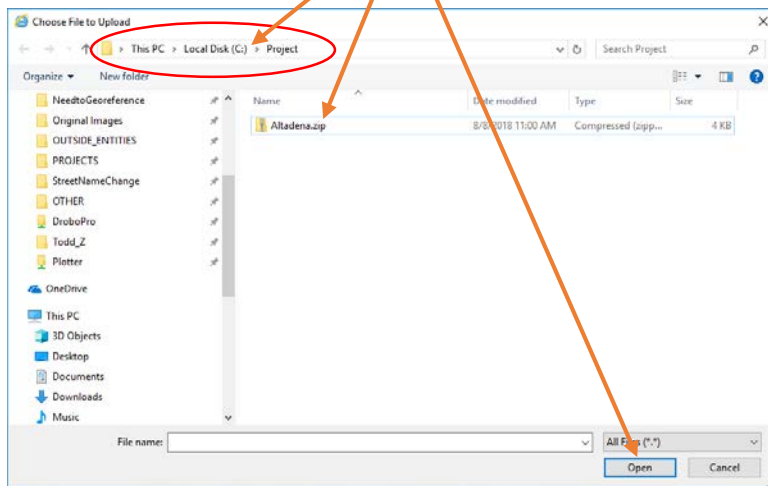 Choose File to Upload
This PC > Local Disk (C:) > Project
Search Project
Organize New folder
Name Date modified Type Size
Altadena.zip 8/8/2018 11:00 AM Compressed (zipp... 4 KB
NeedtoGeoreference
Original Images
OUTSIDE_ENTITIES
PROJECTS
StreetNameChange
OTHER
DroboPro
Todd_Z
Plotter
OneDrive
This PC
3D Objects
Desktop
Documents
Downloads
Music
File name:
All Files (*.*)
Open Cancel